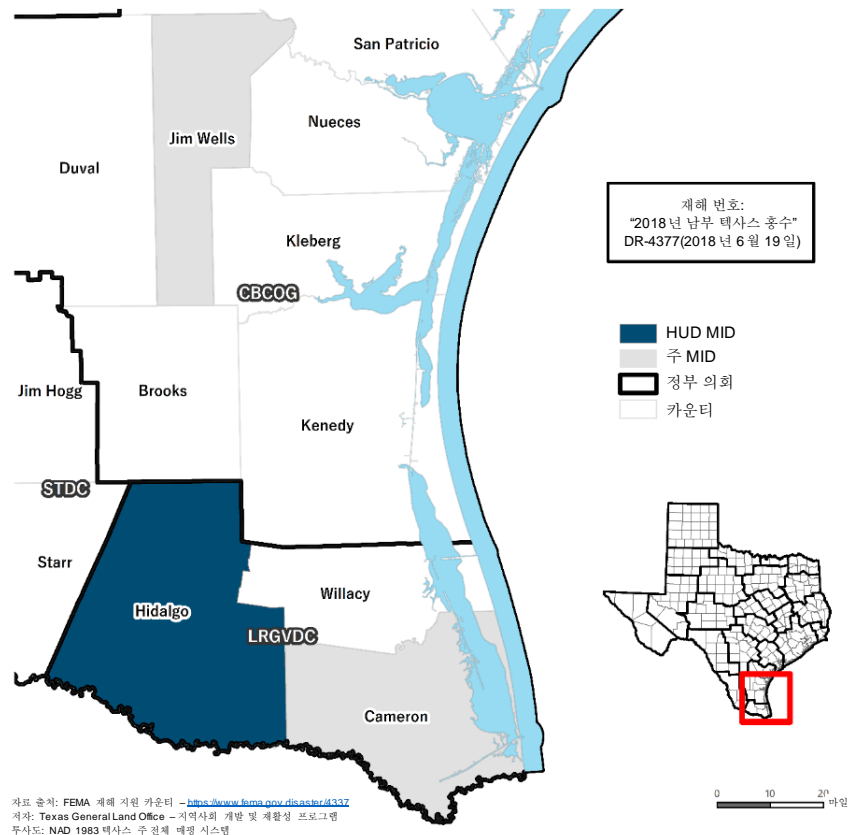 San Patricio
Nueces
Jim Wells
Duval
재해 번호:
“2018년 남부 텍사스 홍수”
DR-4377(2018년 6월 19일)
Kleberg
CBCOG
HUD MID
주 MID
정부 의회
카운티
Jim Hogg
Brooks
Kenedy
STDC
Starr
Hidalgo
Willacy
LRGVDC
Cameron
자료 출처: FEMA 재해 지원 카운티 – https://www.fema.gov.disaster/4337
저자: Texas General Land Office – 지역사회 개발 및 재활성 프로그램
투사도: NAD 1983 텍사스 주 전체 매핑 시스템
0 10 20
마일